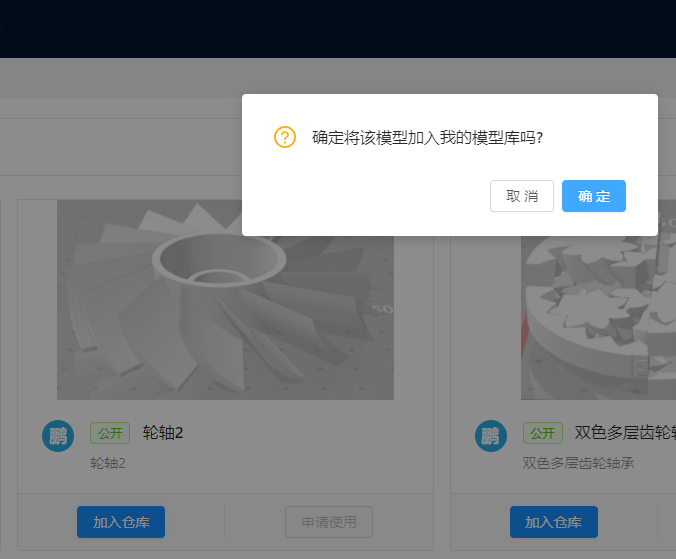 确定将该模型加入我的模型库吗?
取 消
确 定
鹏
公开
轮轴2
轮轴2
加入仓库
申请使用
鹏
公开
双色多层齿轮
双色多层齿轮轴承
加入仓库